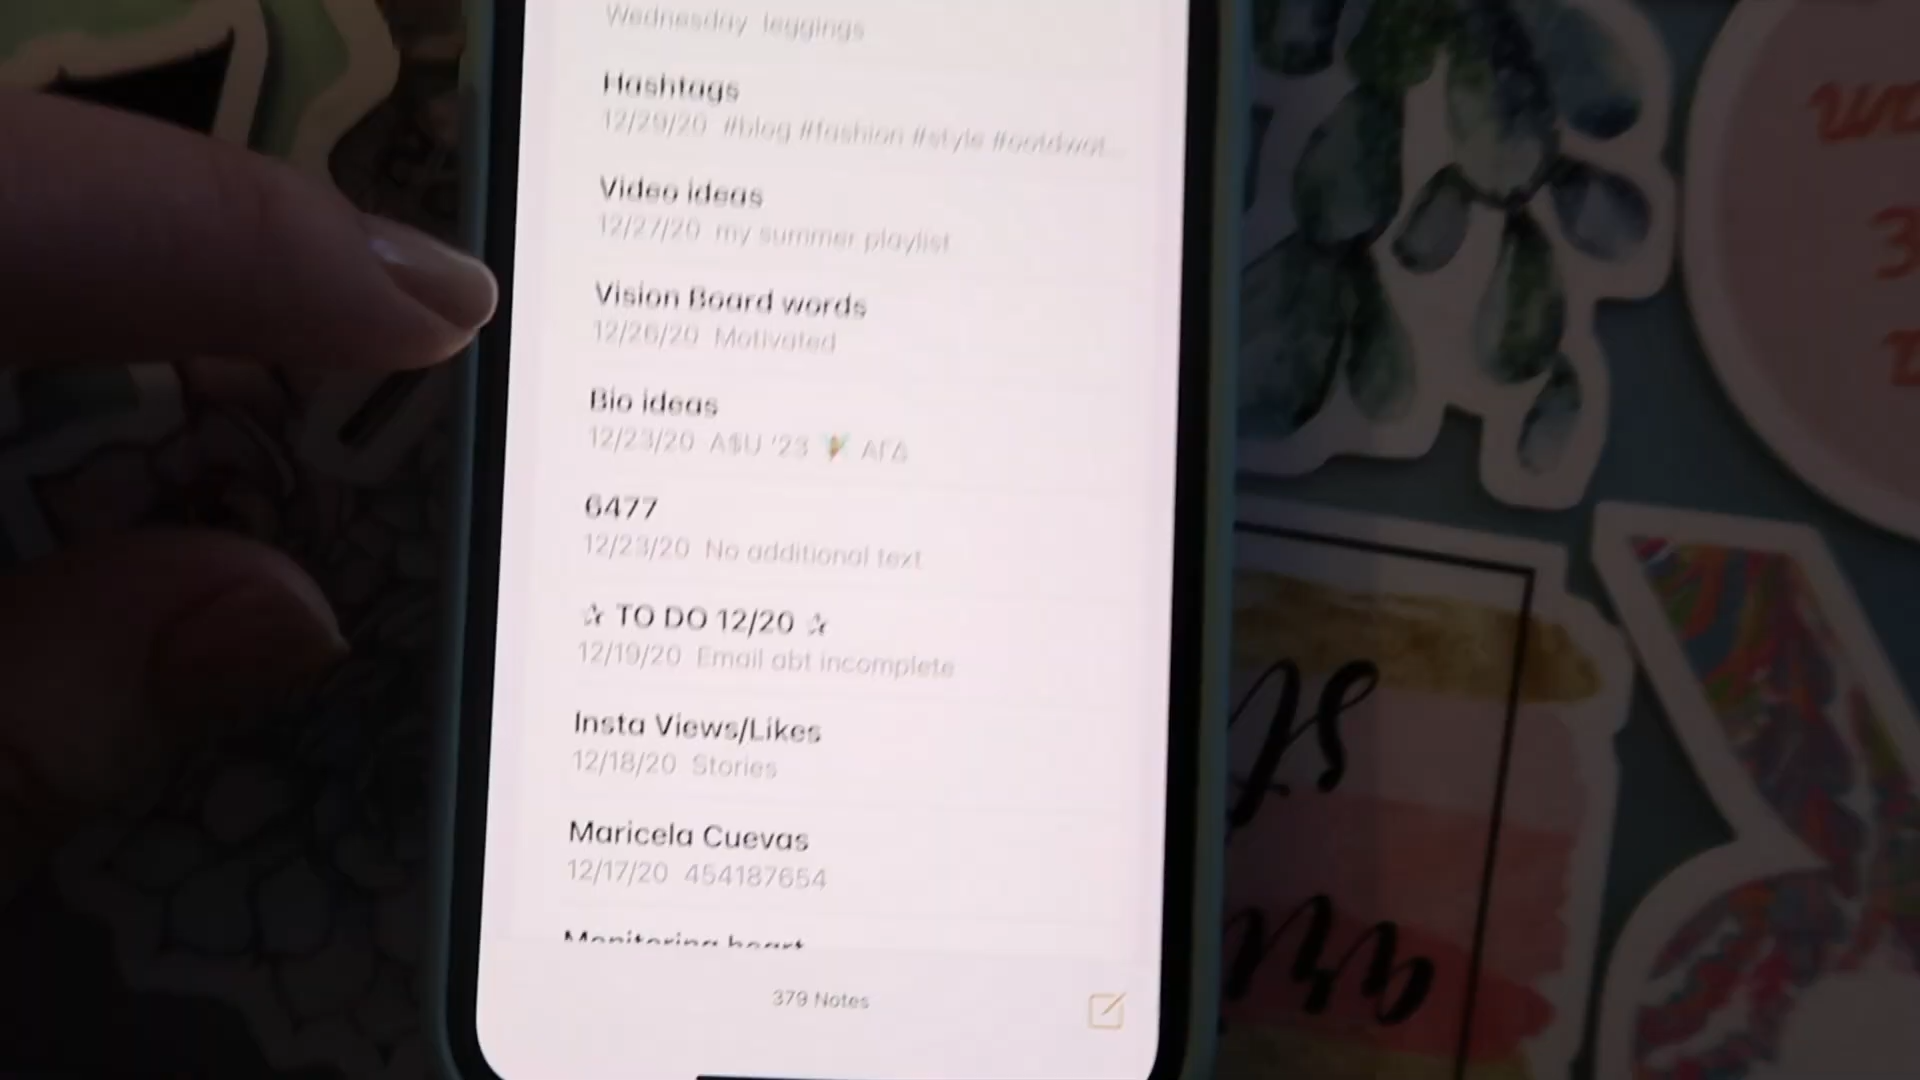 Wednesday leggings
Hashtags
12/29/20 #blog #fashion #style #ootdwat...
Video ideas
12/27/20 my summer playlist
Vision Board words
12/26/20 Motivated
Bio ideas
12/23/20 A$U '23 🧚 ΑΓΔ
6477
12/23/20 No additional text
☆ TO DO 12/20 ☆
12/19/20 Email abt incomplete
Insta Views/Likes
12/18/20 Stories
Maricela Cuevas
12/17/20 454187654
Monitoring heart
379 Notes